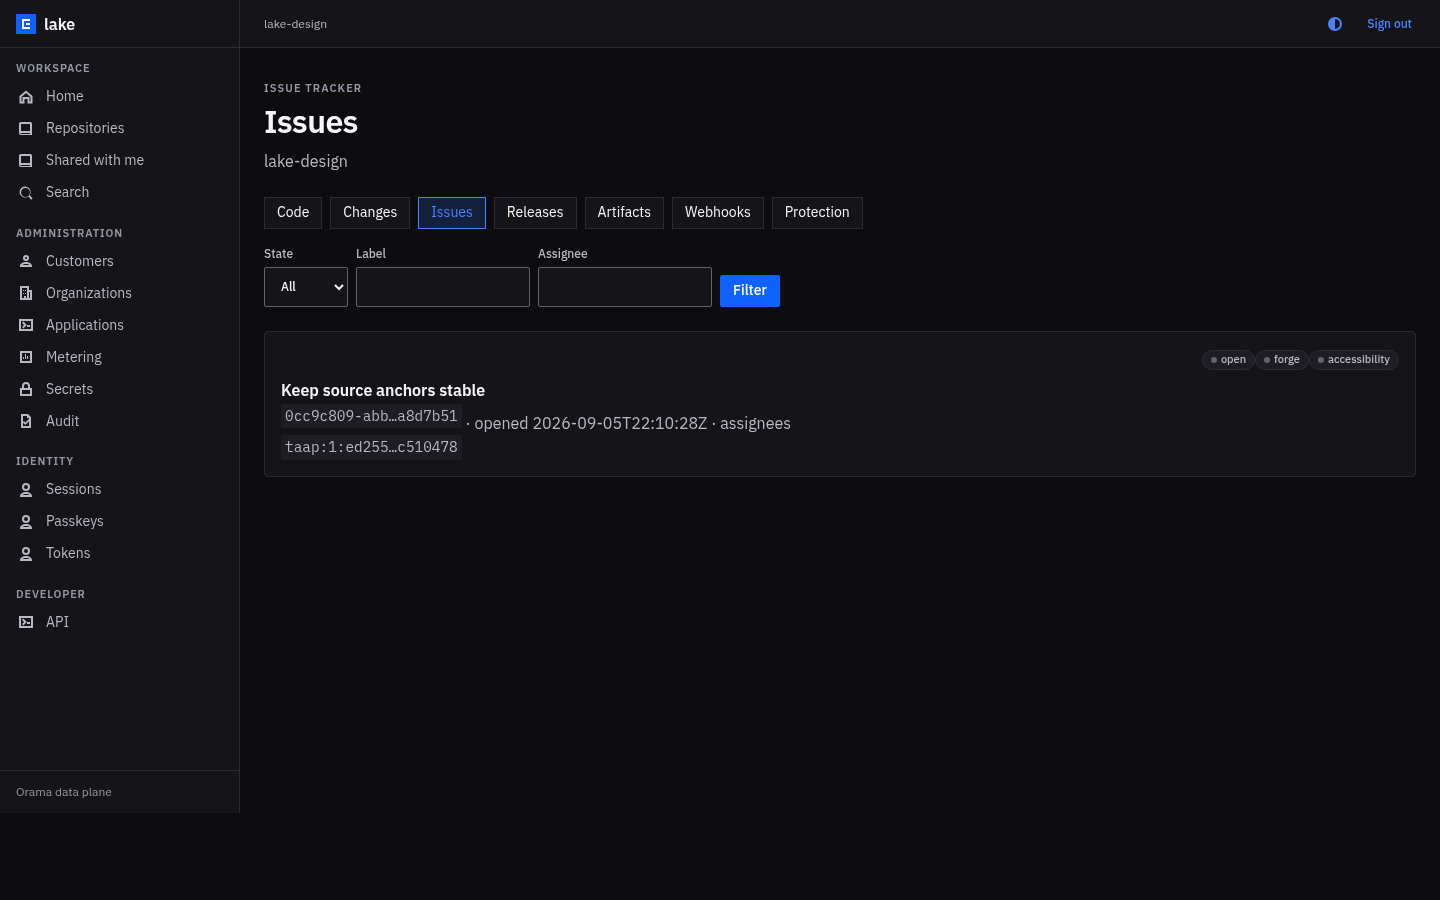 lake
lake-design
Sign out
WORKSPACE
Home
Repositories
Shared with me
Search
ADMINISTRATION
Customers
Organizations
Applications
Metering
Secrets
Audit
IDENTITY
Sessions
Passkeys
Tokens
DEVELOPER
API
Orama data plane
ISSUE TRACKER
Issues
lake-design
Code
Changes
Issues
Releases
Artifacts
Webhooks
Protection
State
Label
Assignee
All
Filter
open
forge
accessibility
Keep source anchors stable
0cc9c809-abb…a8d7b51
· opened 2026-09-05T22:10:28Z · assignees
taap:1:ed255…c510478